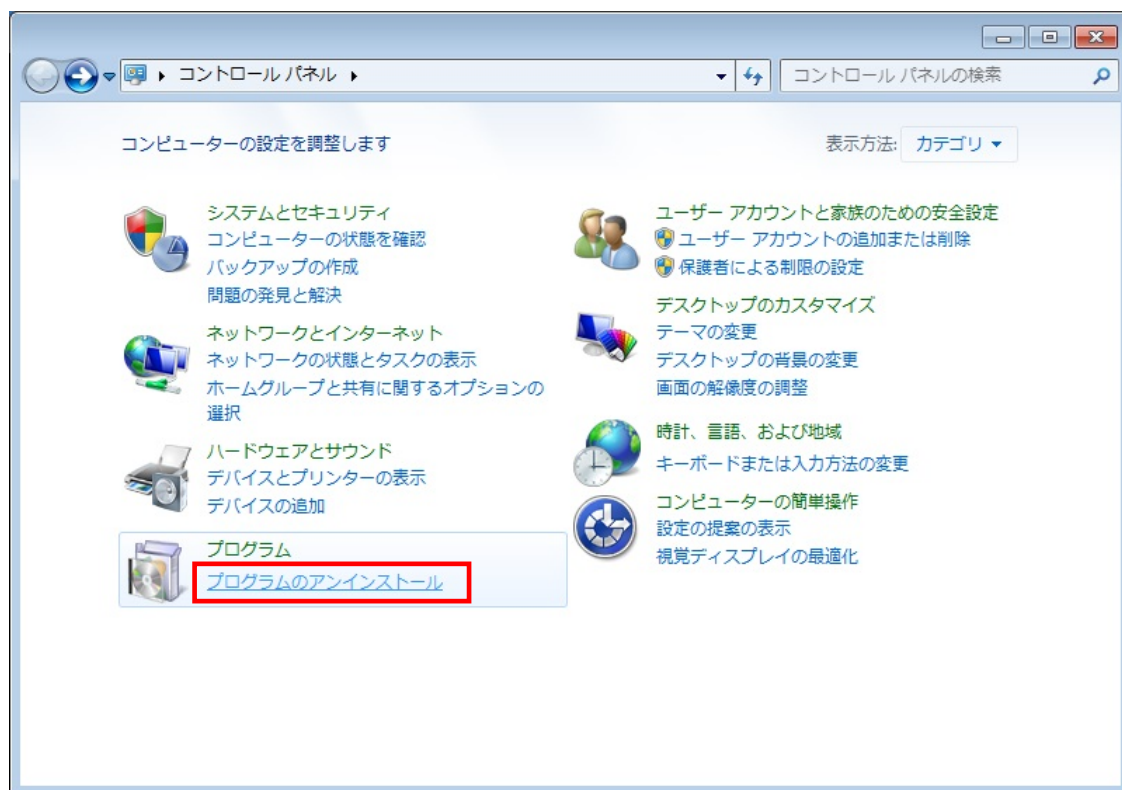 コントロール パネル
コントロール パネルの検索
コンピューターの設定を調整します
表示方法: カテゴリ
システムとセキュリティ
コンピューターの状態を確認
バックアップの作成
問題の発見と解決
ネットワークとインターネット
ネットワークの状態とタスクの表示
ホームグループと共有に関するオプションの
選択
ハードウェアとサウンド
デバイスとプリンターの表示
デバイスの追加
プログラム
プログラムのアンインストール
ユーザー アカウントと家族のための安全設定
ユーザー アカウントの追加または削除
保護者による制限の設定
デスクトップのカスタマイズ
テーマの変更
デスクトップの背景の変更
画面の解像度の調整
時計、言語、および地域
キーボードまたは入力方法の変更
コンピューターの簡単操作
設定の提案の表示
視覚ディスプレイの最適化